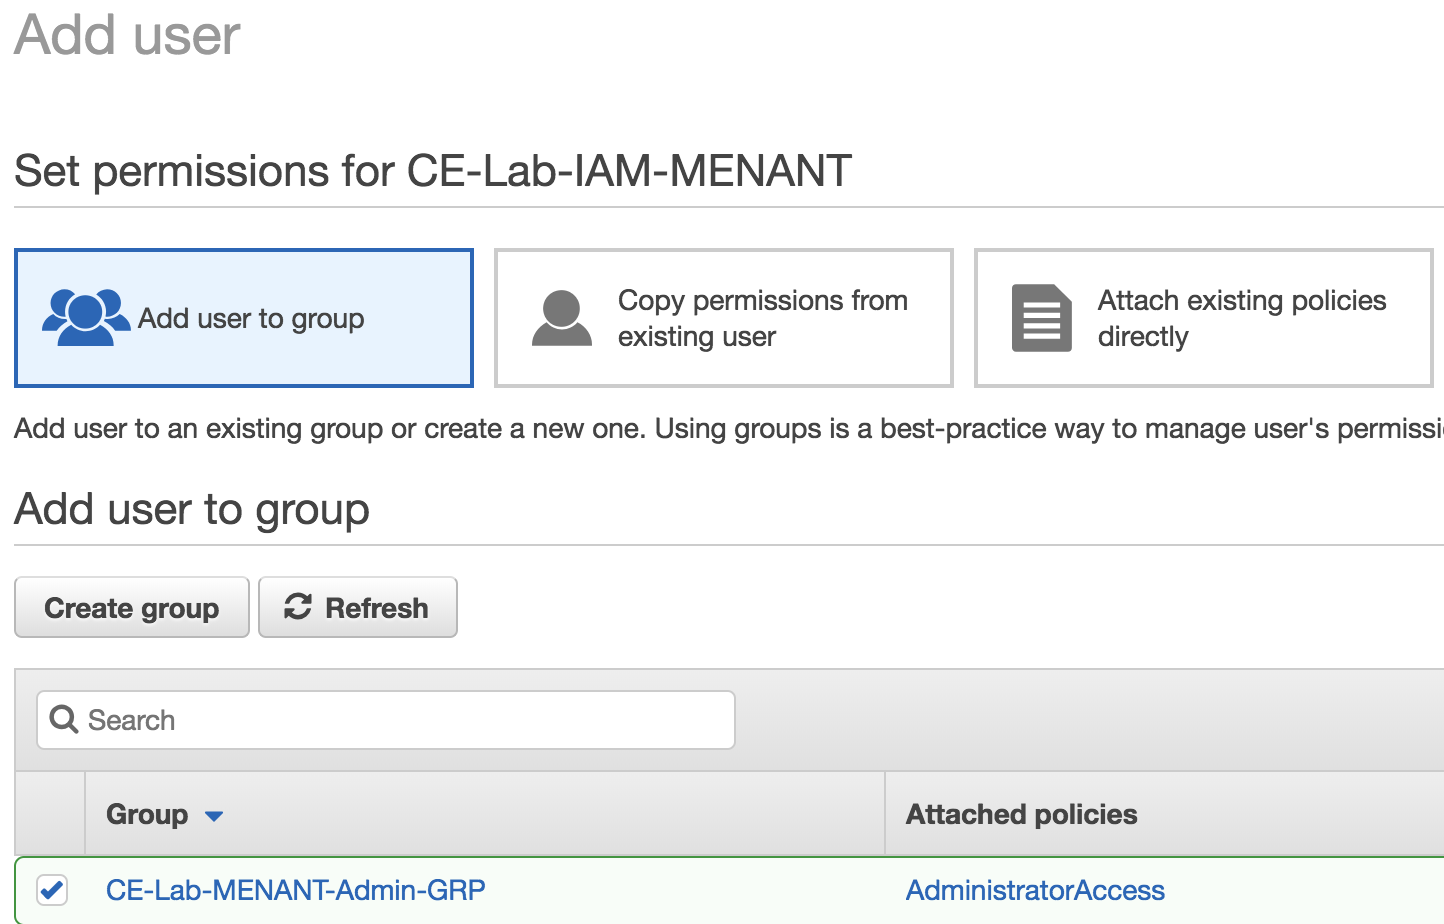 Add user
Set permissions for CE-Lab-IAM-MENANT
Add user to group
Copy permissions from
existing user
Attach existing policies
directly
Add user to an existing group or create a new one. Using groups is a best-practice way to manage user's
Add user to group
Create group
Refresh
Search
Group
Attached policies
CE-Lab-MENANT-Admin-GRP
AdministratorAccess